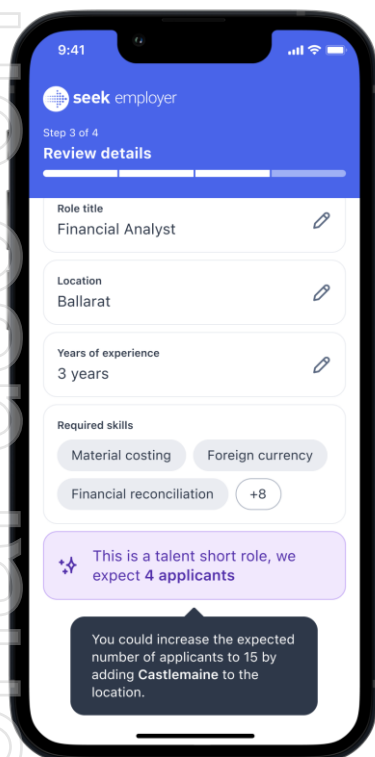 9:41
seek employer
Step 3 of 4
Review details
Role title
Financial Analyst
Location
Ballarat
Years of experience
3 years
Required skills
Material costing
Foreign currency
Financial reconciliation
+8
This is a talent short role, we
expect 4 applicants
You could increase the expected
number of applicants to 15 by
adding Castlemaine to the
location.